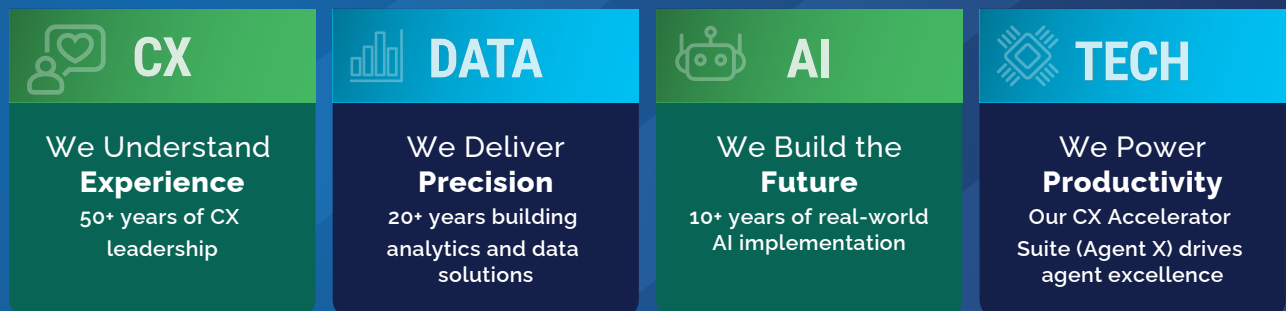 CX
We Understand
Experience
50+ years of CX
leadership
DATA
We Deliver
Precision
20+ years building
analytics and data
solutions
AI
We Build the
Future
10+ years of real-world
AI implementation
TECH
We Power
Productivity
Our CX Accelerator
Suite (Agent X) drives
agent excellence